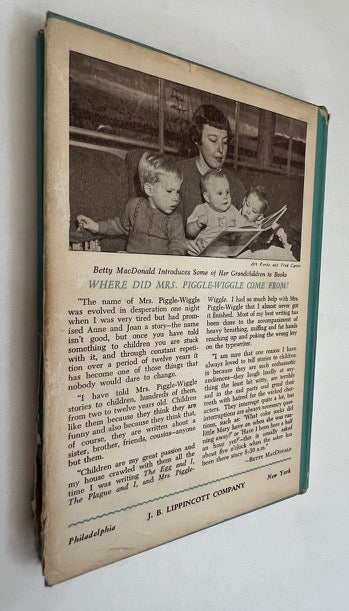 Art Forde and Fred Carter
Betty MacDonald Introduces Some of Her Grandchildren to Books
WHERE DID MRS. PIGGLE-WIGGLE COME FROM?
"The name of Mrs. Piggle-Wiggle
was evolved in desperation one night
when I was very tired but had prom-
ised Anne and Joan a story—the name
isn't good, but once you have told
something to children you are stuck
with it, and through constant repeti-
tion over a period of twelve years it
has become one of those things that
nobody would dare to change.
"I have told Mrs. Piggle-Wiggle
stories to children, hundreds of them,
from two to twelve years old. Children
like them because they think they are
funny and also because they think that,
of course, they are written about a
sister, brother, friends, cousins—anyone
but them.
"Children are my great passion and
my house crawled with them all the
time I was writing The Egg and I,
The Plague and I, and Mrs. Piggle-
Wiggle. I had so much help with Mrs.
Piggle-Wiggle that I almost never got
it finished. Most of my best writing has
been done to the accompaniment of
heavy breathing, sniffing and fat hands
reaching up and poking the wrong key
on the typewriter.
"I am sure that one reason I have
always loved to tell stories to children
is because they are such enthusiastic
audiences—they laugh loudly at any-
thing the least bit witty, are terribly
sad in the sad parts and grind their
teeth with hatred for the wicked char-
acters. They interrupt quite a lot, but
interruptions are always necessary ques-
tions, such as: 'What color socks did
little Mary have on when she was run-
ning away?' or 'Have I been here a half
an hour yet?'—this is usually asked
about five o'clock when the asker has
been there since 8:30 a.m."
—BETTY MACDONALD
J. B. LIPPINCOTT COMPANY
Philadelphia
New York